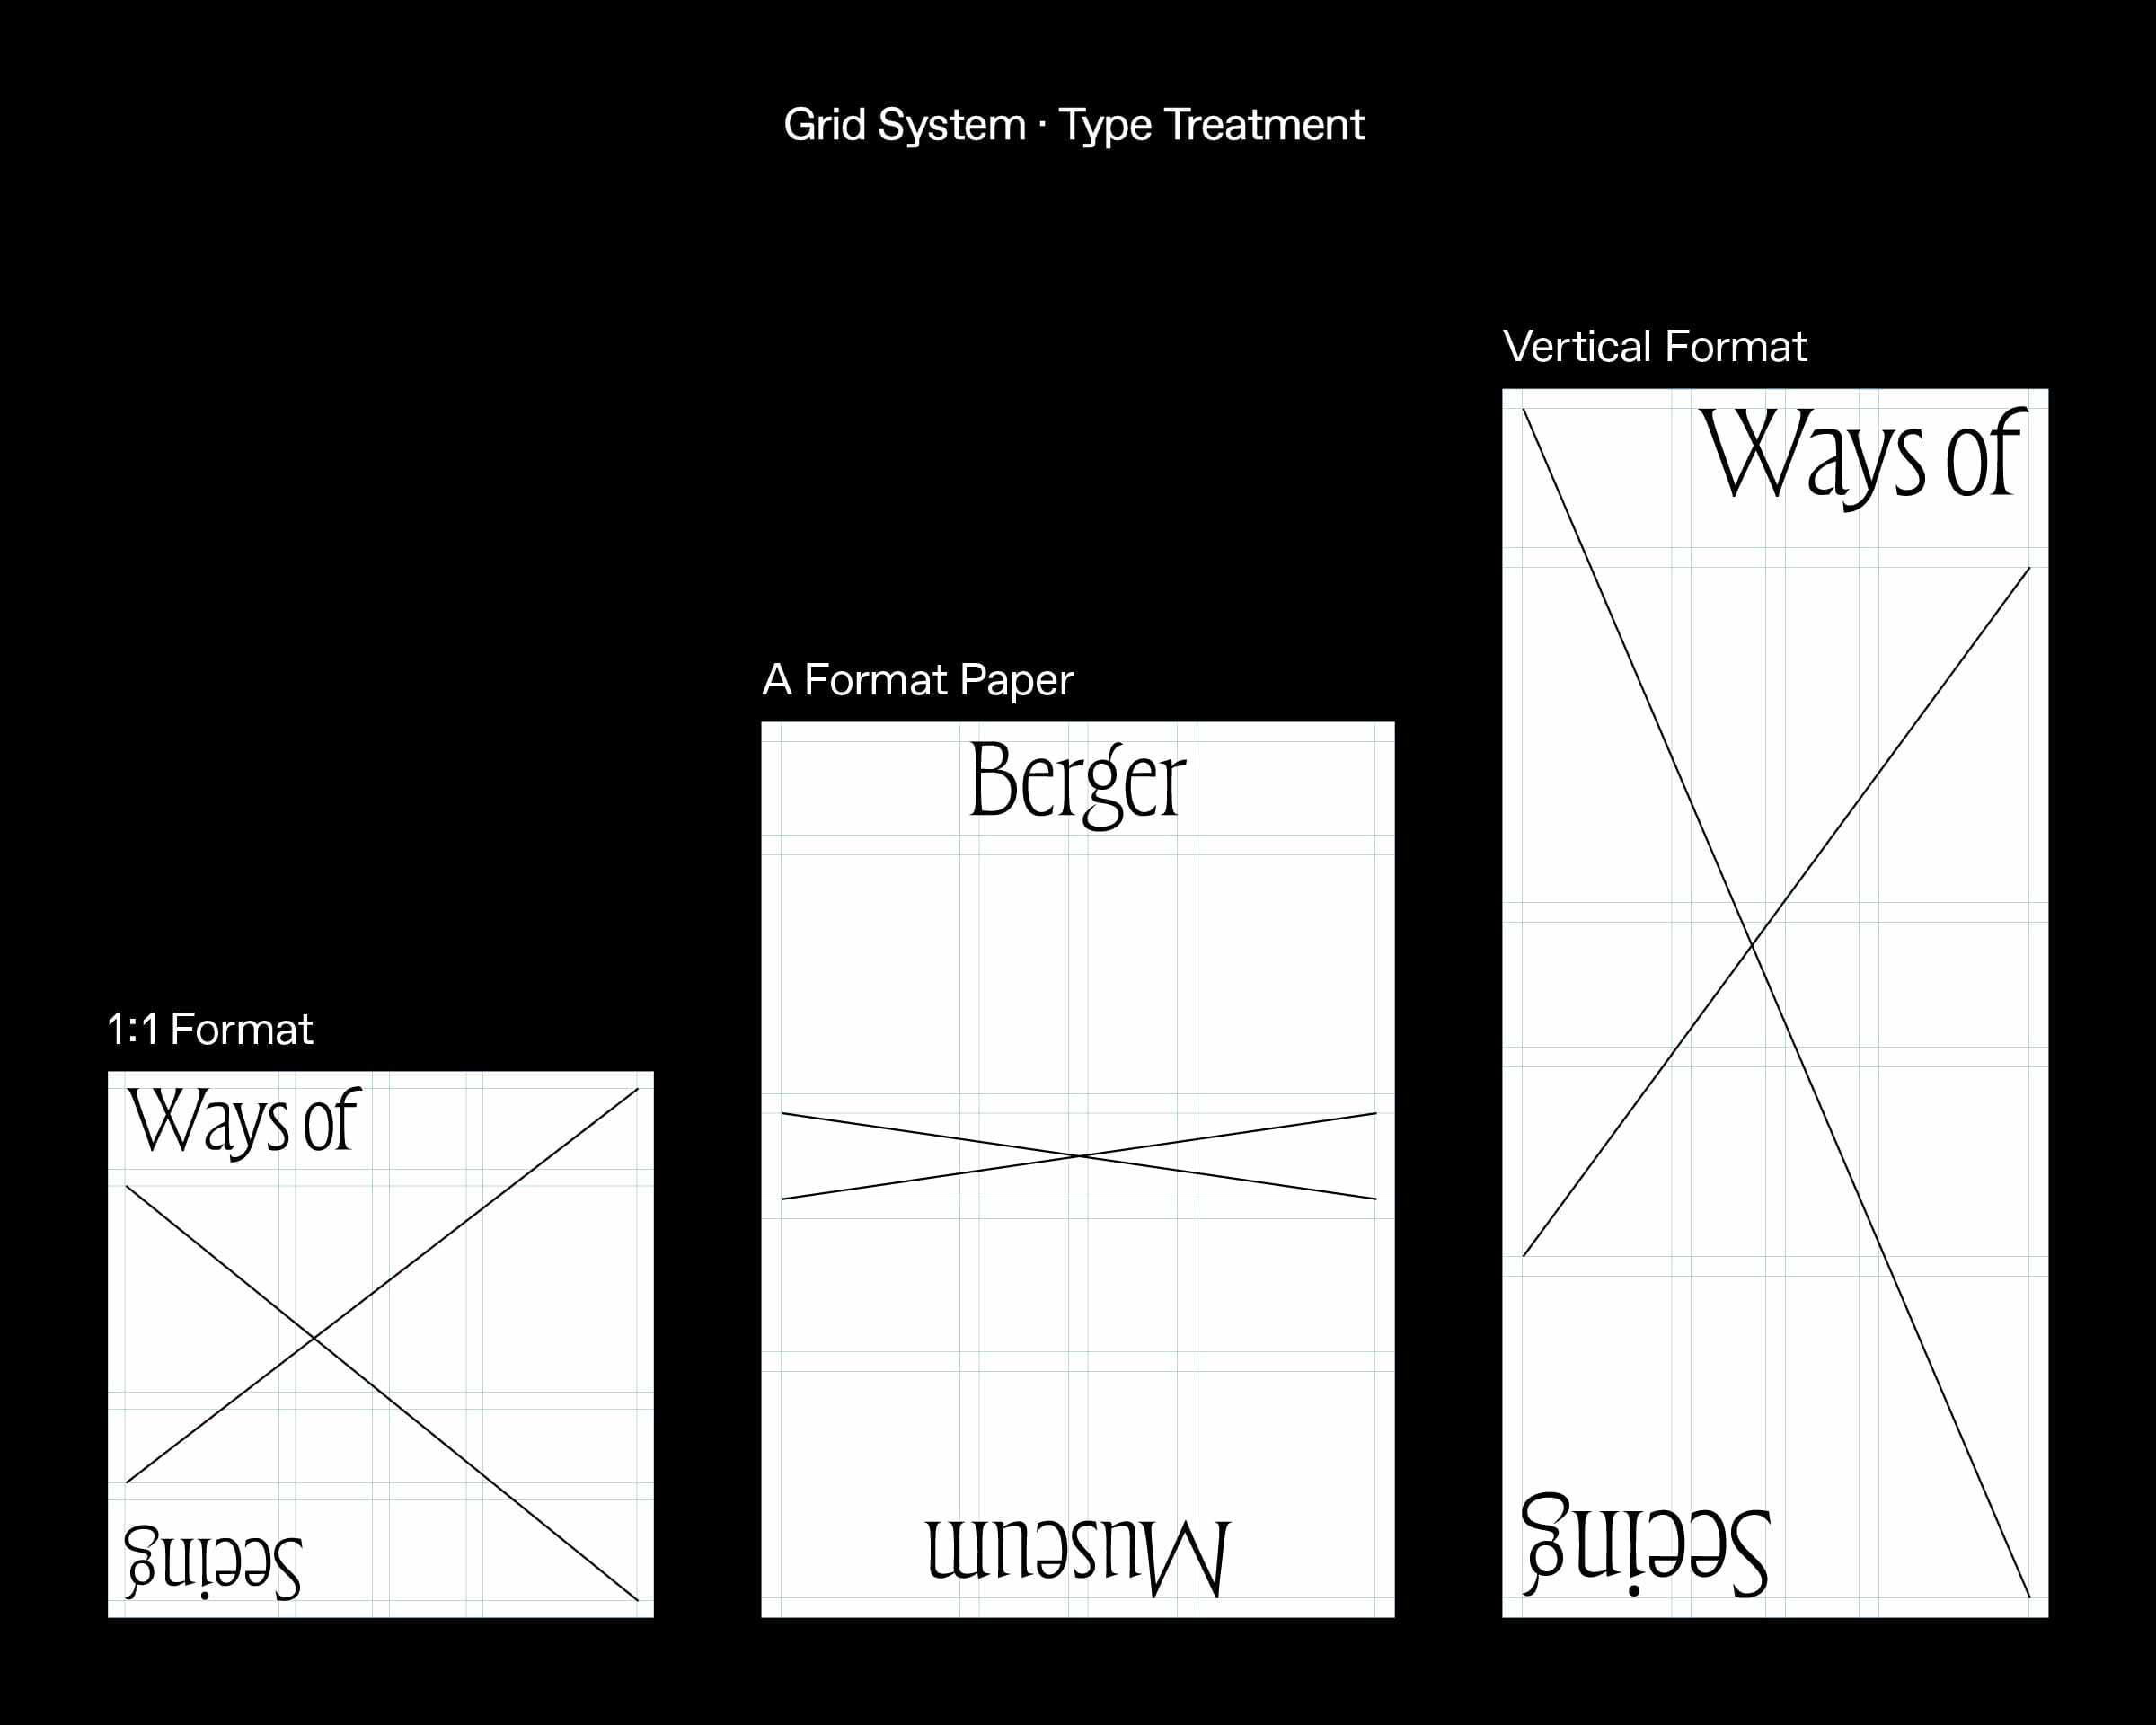 Grid System · Type Treatment
1:1 Format
Ways of
Seeing
A Format Paper
Berger
Museum
Vertical Format
Ways of
Seeing